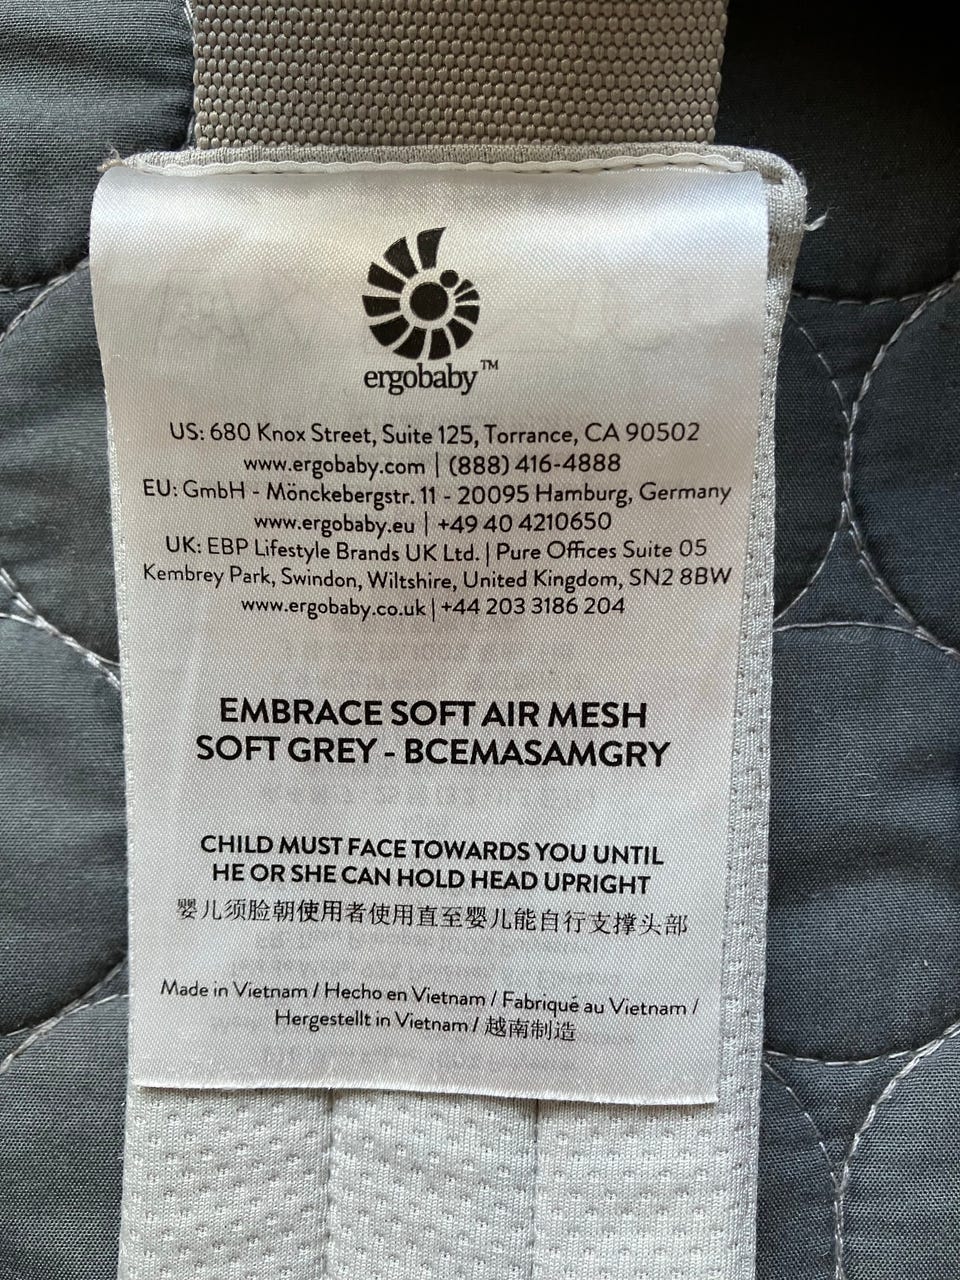 ergobaby™
US: 680 Knox Street, Suite 125, Torrance, CA 90502
www.ergobaby.com | (888) 416-4888
EU: GmbH - Mönckebergstr. 11 - 20095 Hamburg, Germany
www.ergobaby.eu | +49 40 4210650
UK: EBP Lifestyle Brands UK Ltd. | Pure Offices Suite 05
Kembrey Park, Swindon, Wiltshire, United Kingdom, SN2 8BW
www.ergobaby.co.uk | +44 203 3186 204
EMBRACE SOFT AIR MESH
SOFT GREY - BCEMASAMGRY
CHILD MUST FACE TOWARDS YOU UNTIL
HE OR SHE CAN HOLD HEAD UPRIGHT
婴儿须脸朝使用者使用直至婴儿能自行支撑头部
Made in Vietnam / Hecho en Vietnam / Fabriqué au Vietnam /
Hergestellt in Vietnam / 越南制造